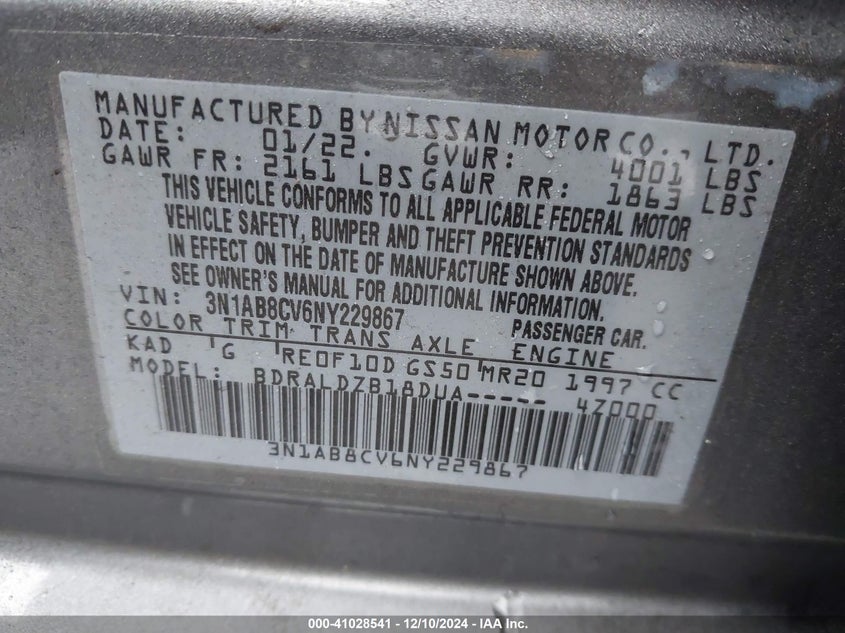 MANUFACTURED BY NISSAN MOTOR CO., LTD.
DATE: 01/22. GVWR: 4001 LBS
GAWR FR: 2161 LBS GAWR RR: 1863 LBS
THIS VEHICLE CONFORMS TO ALL APPLICABLE FEDERAL MOTOR
VEHICLE SAFETY, BUMPER AND THEFT PREVENTION STANDARDS
IN EFFECT ON THE DATE OF MANUFACTURE SHOWN ABOVE.
SEE OWNER'S MANUAL FOR ADDITIONAL INFORMATION.
VIN: 3N1AB8CV6NY229867 PASSENGER CAR.
COLOR TRIM TRANS AXLE ENGINE
KAD G RE0F10D GS50 MR20 1997 CC
MODEL: BDRALDZB18DUA----- 4Z000
3N1AB8CV6NY229867
000-41028541 - 12/10/2024 - IAA Inc.